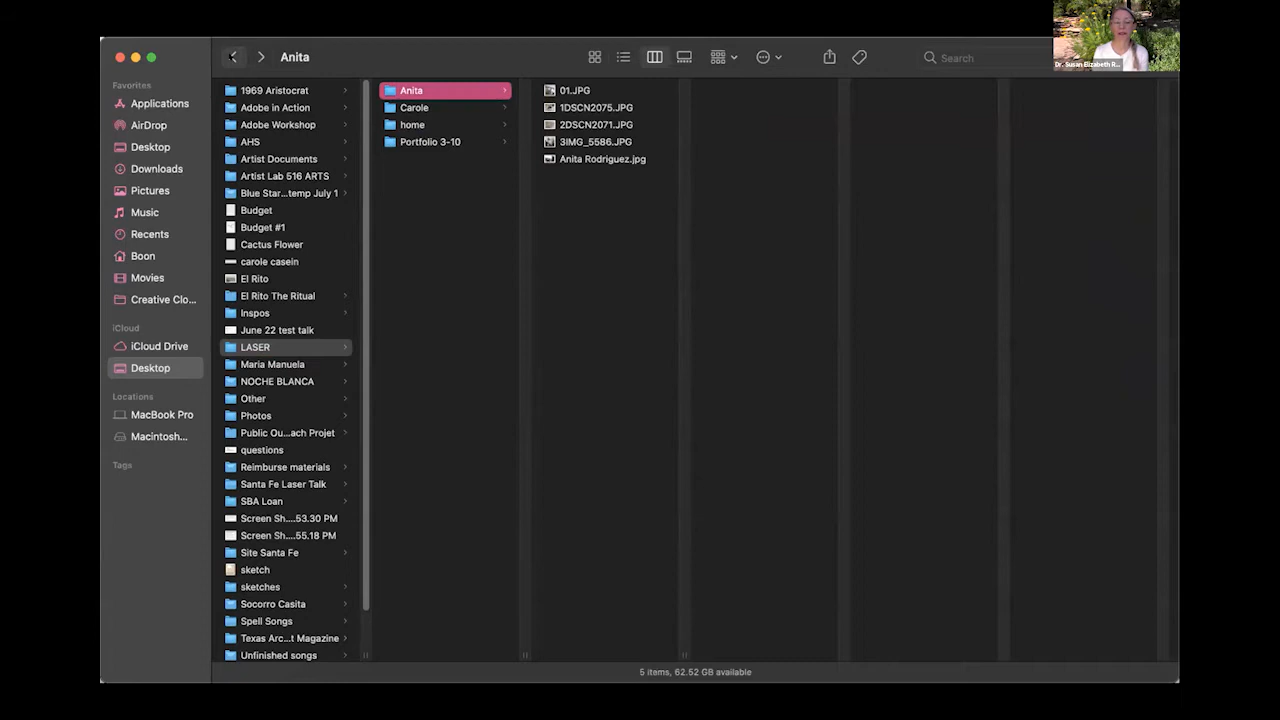 Anita
Search
Dr. Susan Elizabeth R...
Favorites
Applications
AirDrop
Desktop
Downloads
Pictures
Music
Recents
Boon
Movies
Creative Clo...
iCloud
iCloud Drive
Desktop
Locations
MacBook Pro
Macintosh...
Tags
1969 Aristocrat
Adobe in Action
Adobe Workshop
AHS
Artist Documents
Artist Lab 516 ARTS
Blue Star...temp July 1
Budget
Budget #1
Cactus Flower
carole casein
El Rito
El Rito The Ritual
Inspos
June 22 test talk
LASER
Maria Manuela
NOCHE BLANCA
Other
Photos
Public Ou...ach Projet
questions
Reimburse materials
Santa Fe Laser Talk
SBA Loan
Screen Sh....53.30 PM
Screen Sh....55.18 PM
Site Santa Fe
sketch
sketches
Socorro Casita
Spell Songs
Texas Arc...t Magazine
Unfinished songs
Anita
Carole
home
Portfolio 3-10
01.JPG
1DSCN2075.JPG
2DSCN2071.JPG
3IMG_5586.JPG
Anita Rodriguez.jpg
5 items, 62.52 GB available